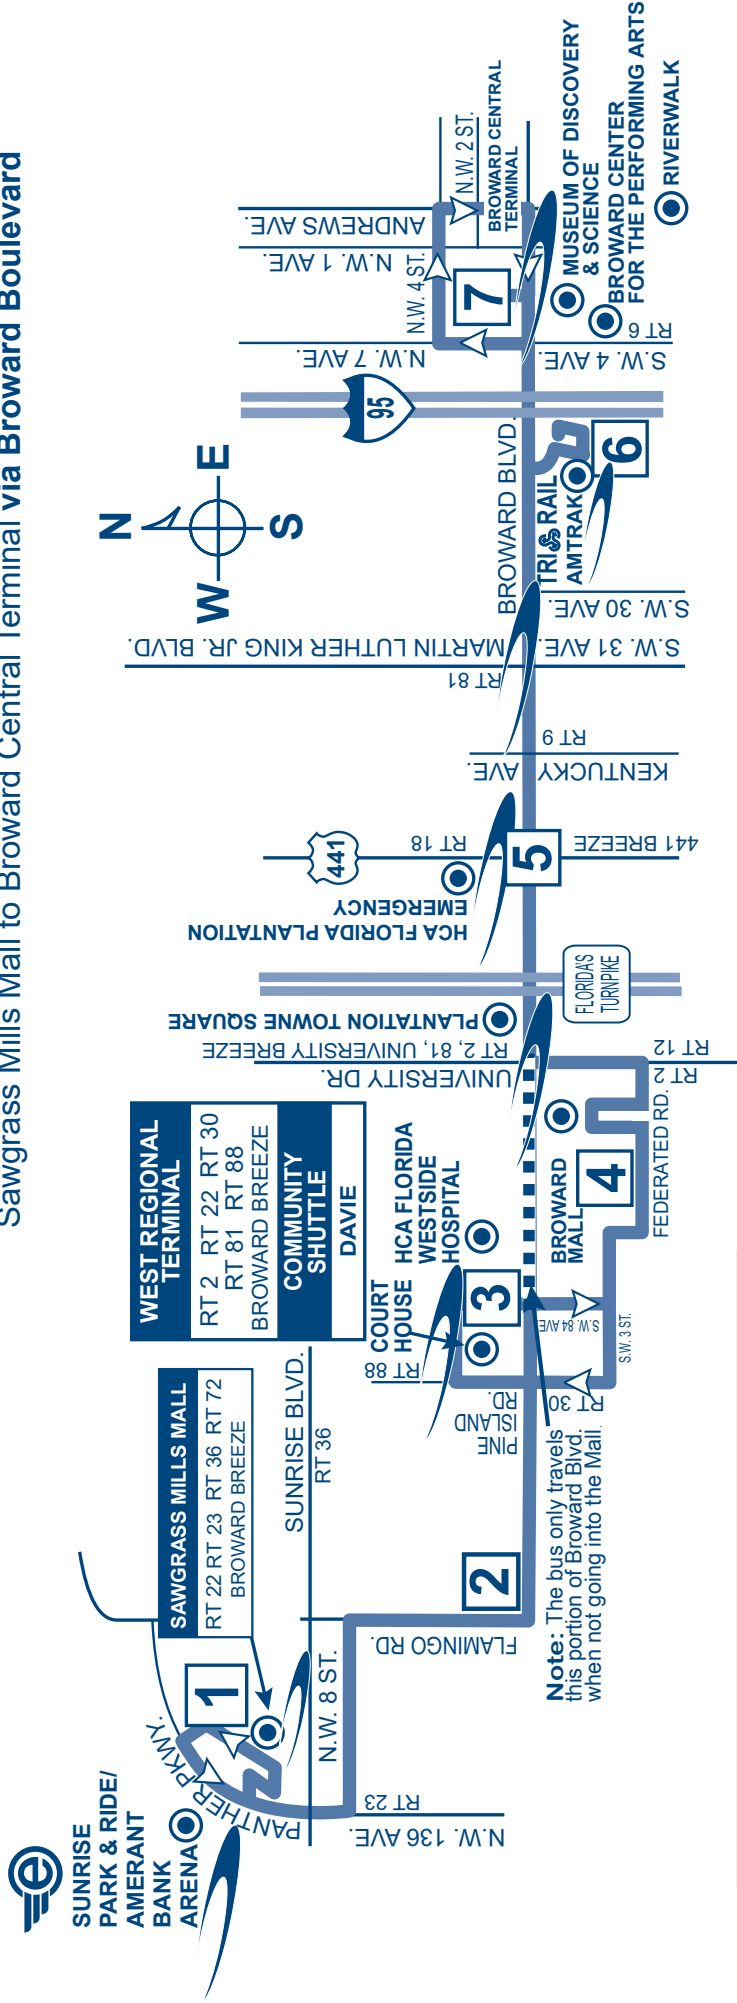 Sawgrass Mills Mall to Broward Central Terminal via Broward Boulevard
e
SUNRISE
PARK & RIDE/
AMERANT
BANK
ARENA
PANTHER PKWY.
1
SAWGRASS MILLS MALL
RT 22 RT 23 RT 36 RT 72
BROWARD BREEZE
N.W. 136 AVE.
RT 23
N.W. 8 ST.
SUNRISE BLVD.
RT 36
FLAMINGO RD.
2
Note: The bus only travels
this portion of Broward Blvd.
when not going into the Mall.
WEST REGIONAL
TERMINAL
RT 2 RT 22 RT 30
RT 81 RT 88
BROWARD BREEZE
COMMUNITY
SHUTTLE
DAVIE
PINE
ISLAND
RD.
RT 88
RT 30
COURT
HOUSE
3
HCA FLORIDA
WESTSIDE
HOSPITAL
S.W. 84 AVE.
S.W. 3 ST.
BROWARD
MALL
4
FEDERATED RD.
UNIVERSITY DR.
RT 2, 81, UNIVERSITY BREEZE
RT 2
RT 12
PLANTATION TOWNE SQUARE
FLORIDA'S
TURNPIKE
HCA FLORIDA PLANTATION
EMERGENCY
441
RT 18
5
441 BREEZE
KENTUCKY AVE.
RT 9
RT 81
MARTIN LUTHER KING JR. BLVD.
S.W. 31 AVE.
S.W. 30 AVE.
N
W
E
S
BROWARD BLVD.
TRI RAIL
AMTRAK
6
95
N.W. 7 AVE.
S.W. 4 AVE.
RT 6
N.W. 4 ST.
7
N.W. 1 AVE.
ANDREWS AVE.
N.W. 2 ST.
BROWARD CENTRAL
TERMINAL
MUSEUM OF DISCOVERY
& SCIENCE
BROWARD CENTER
FOR THE PERFORMING ARTS
RIVERWALK